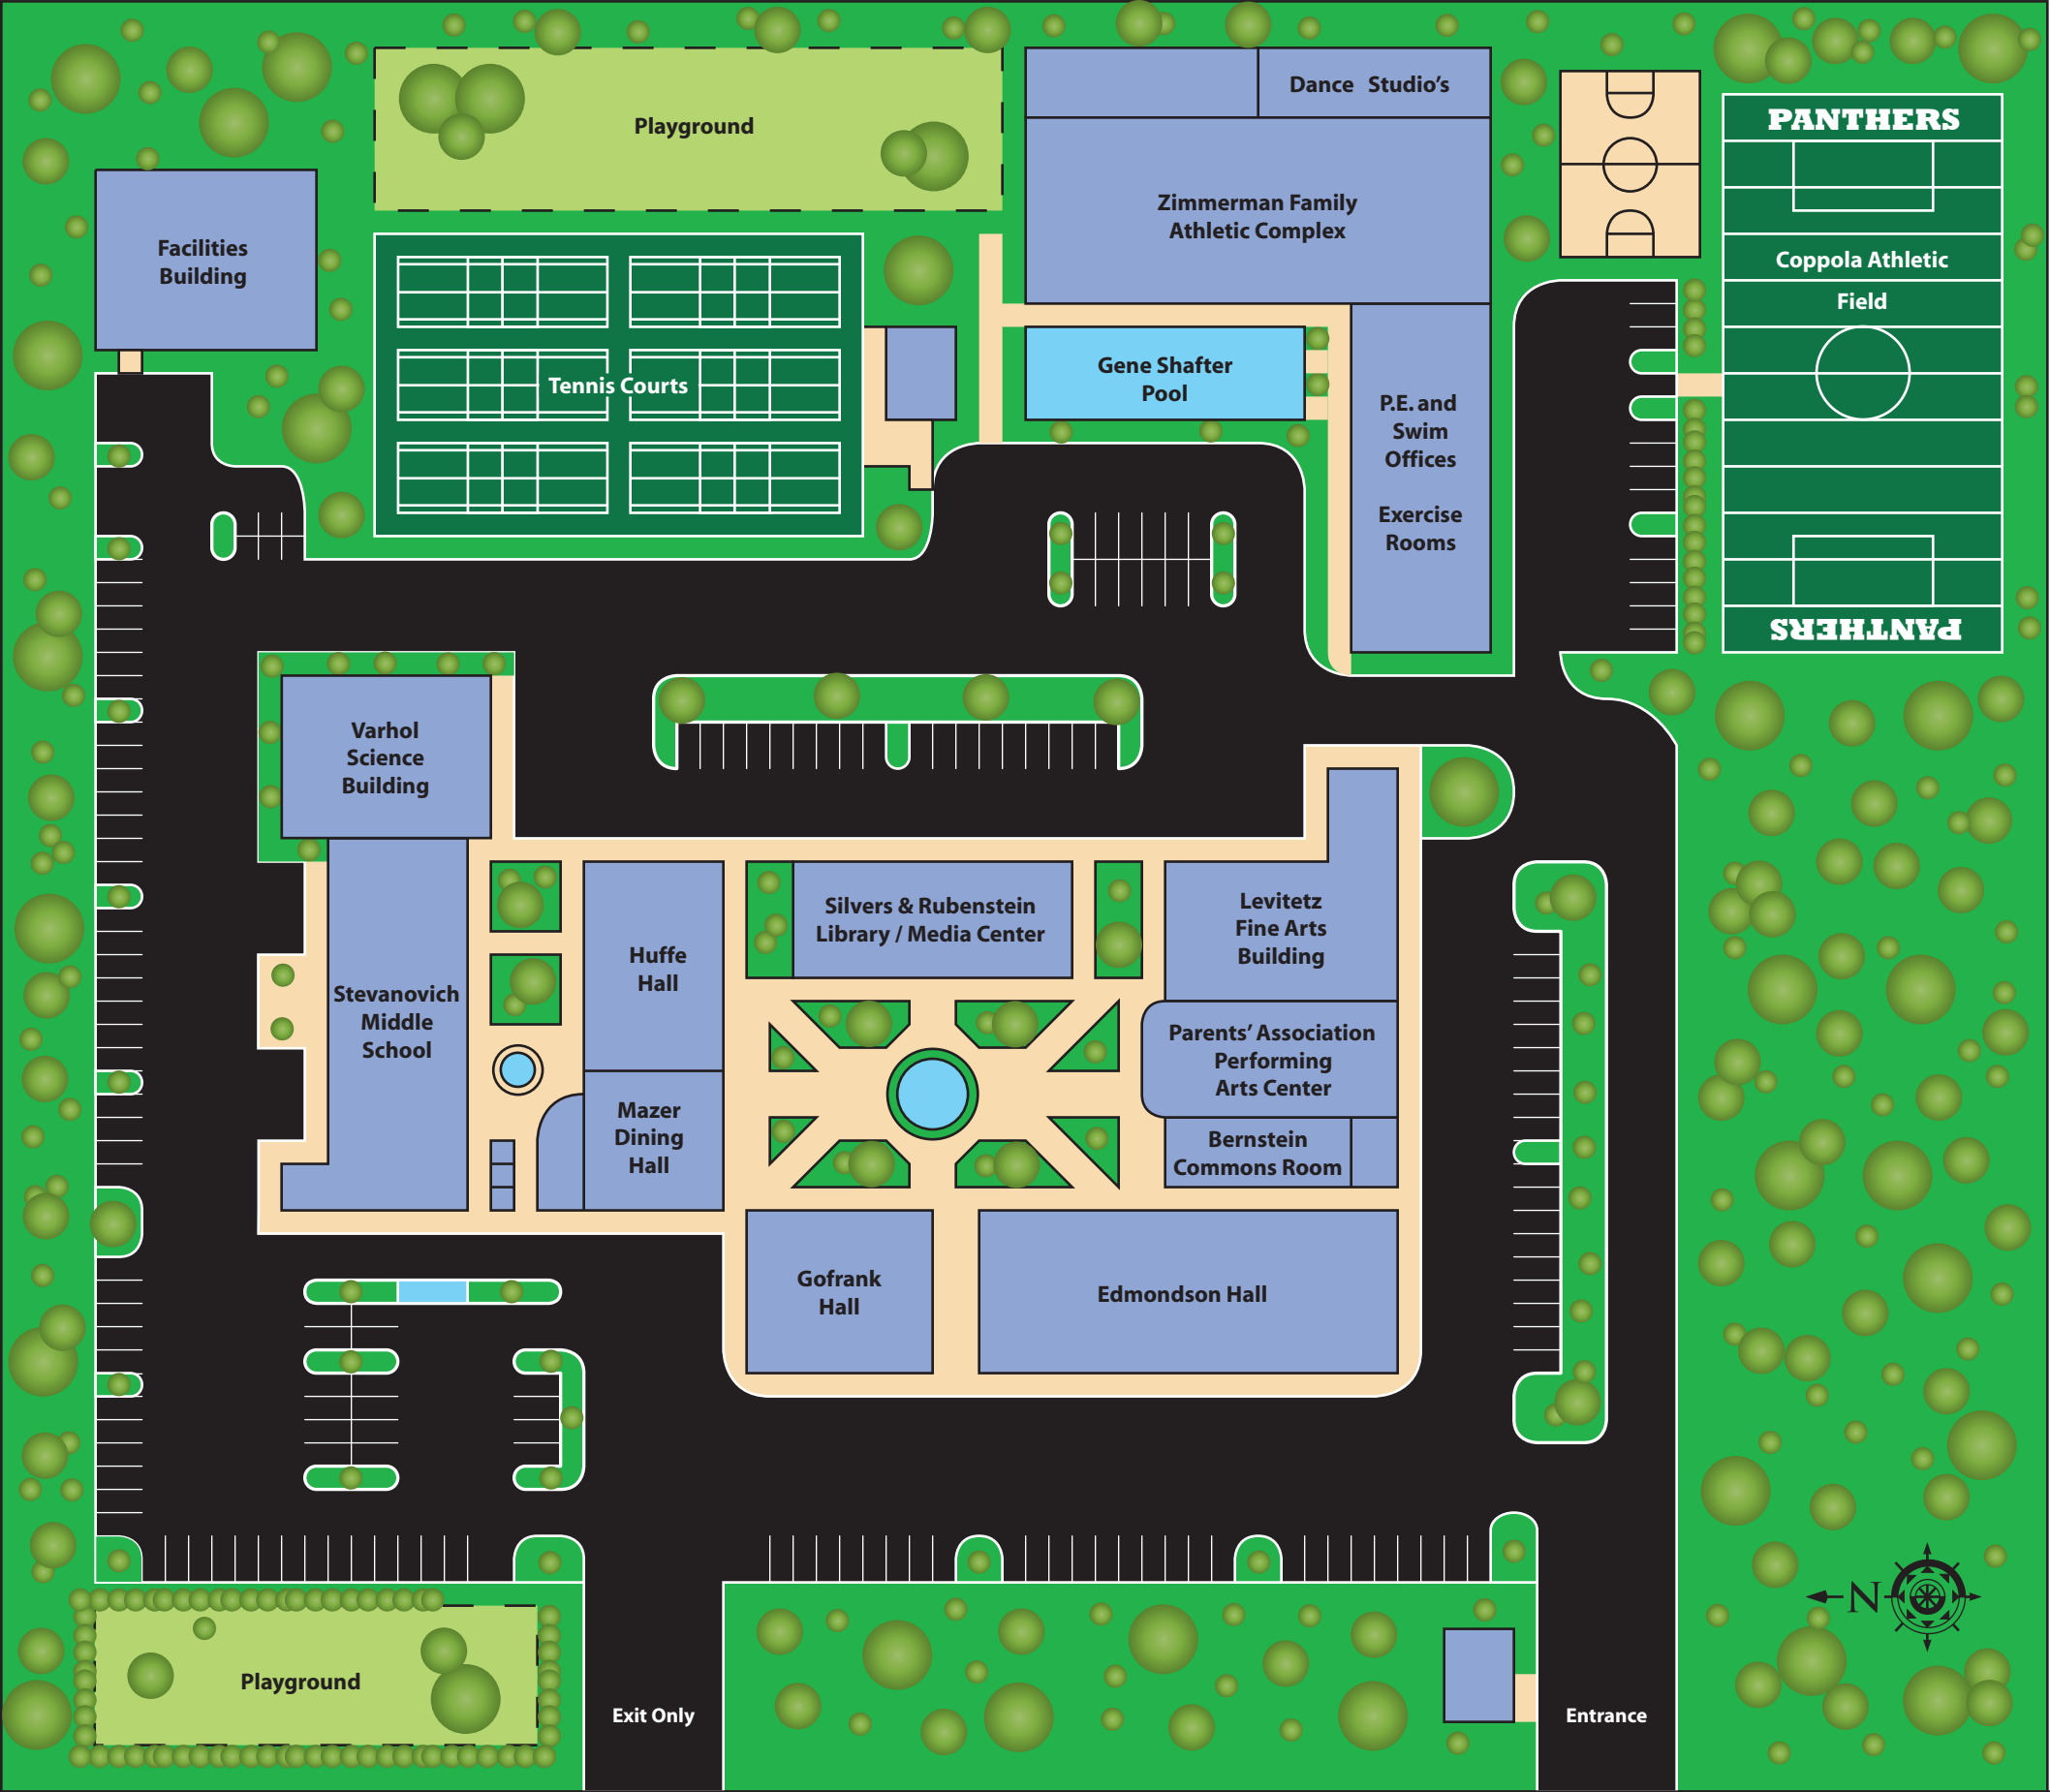 Dance Studio's
PANTHERS
Playground
Zimmerman Family
Athletic Complex
Facilities
Building
Coppola Athletic
Field
Gene Shafter
Pool
Tennis Courts
P.E. and
Swim
Offices
Exercise
Rooms
PANTHERS
Varhol
Science
Building
Silvers & Rubenstein
Library / Media Center
Levitetz
Fine Arts
Building
Huffe
Hall
Stevanovich
Middle
School
Parents' Association
Performing
Arts Center
Mazer
Dining
Hall
Bernstein
Commons Room
Gofrank
Hall
Edmondson Hall
N
Playground
Exit Only
Entrance